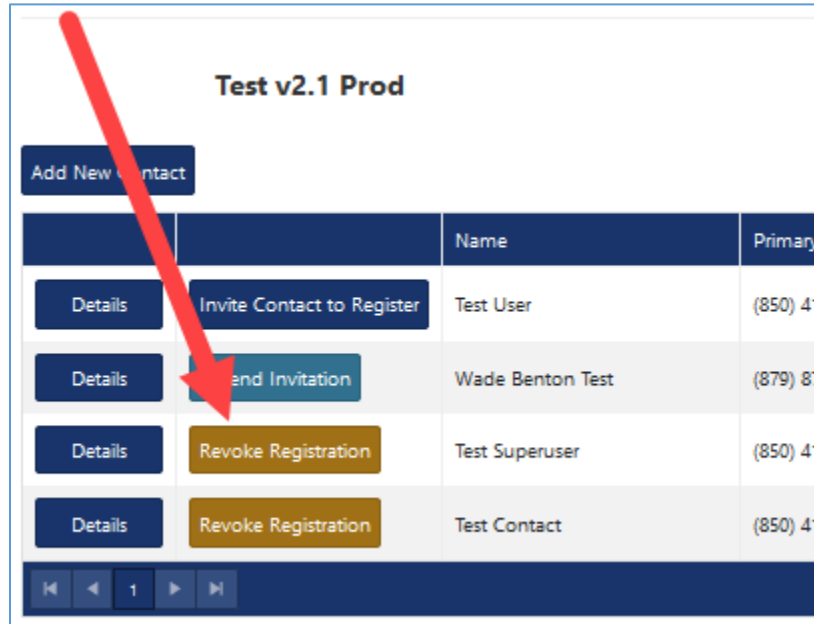 Test v2.1 Prod
Add New Contact
Name Primary
Details Invite Contact to Register Test User (850) 41
Details end Invitation Wade Benton Test (879) 87
Details Revoke Registration Test Superuser (850) 41
Details Revoke Registration Test Contact (850) 41
1